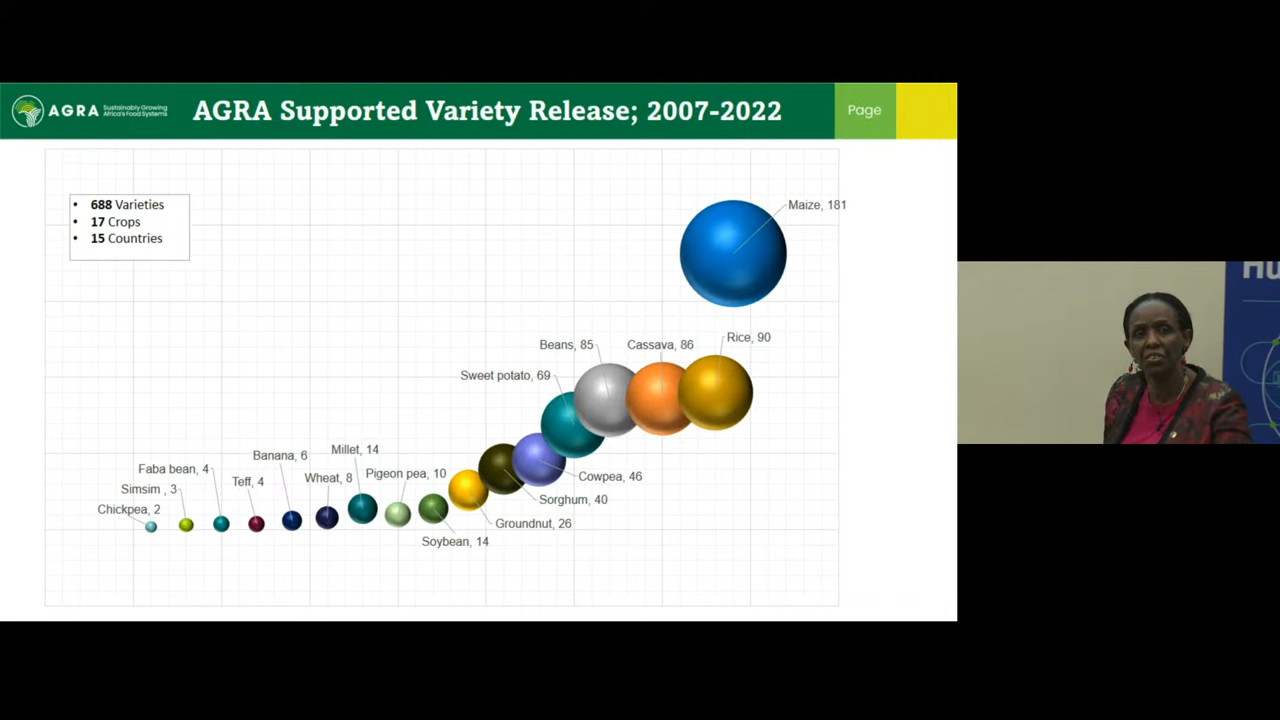 AGRA Sustainably Growing
Africa's Food Systems
AGRA Supported Variety Release; 2007-2022
Page
• 688 Varieties
• 17 Crops
• 15 Countries
Maize, 181
Rice, 90
Cassava, 86
Beans, 85
Sweet potato, 69
Cowpea, 46
Sorghum, 40
Groundnut, 26
Soybean, 14
Pigeon pea, 10
Millet, 14
Wheat, 8
Banana, 6
Teff, 4
Faba bean, 4
Simsim , 3
Chickpea, 2